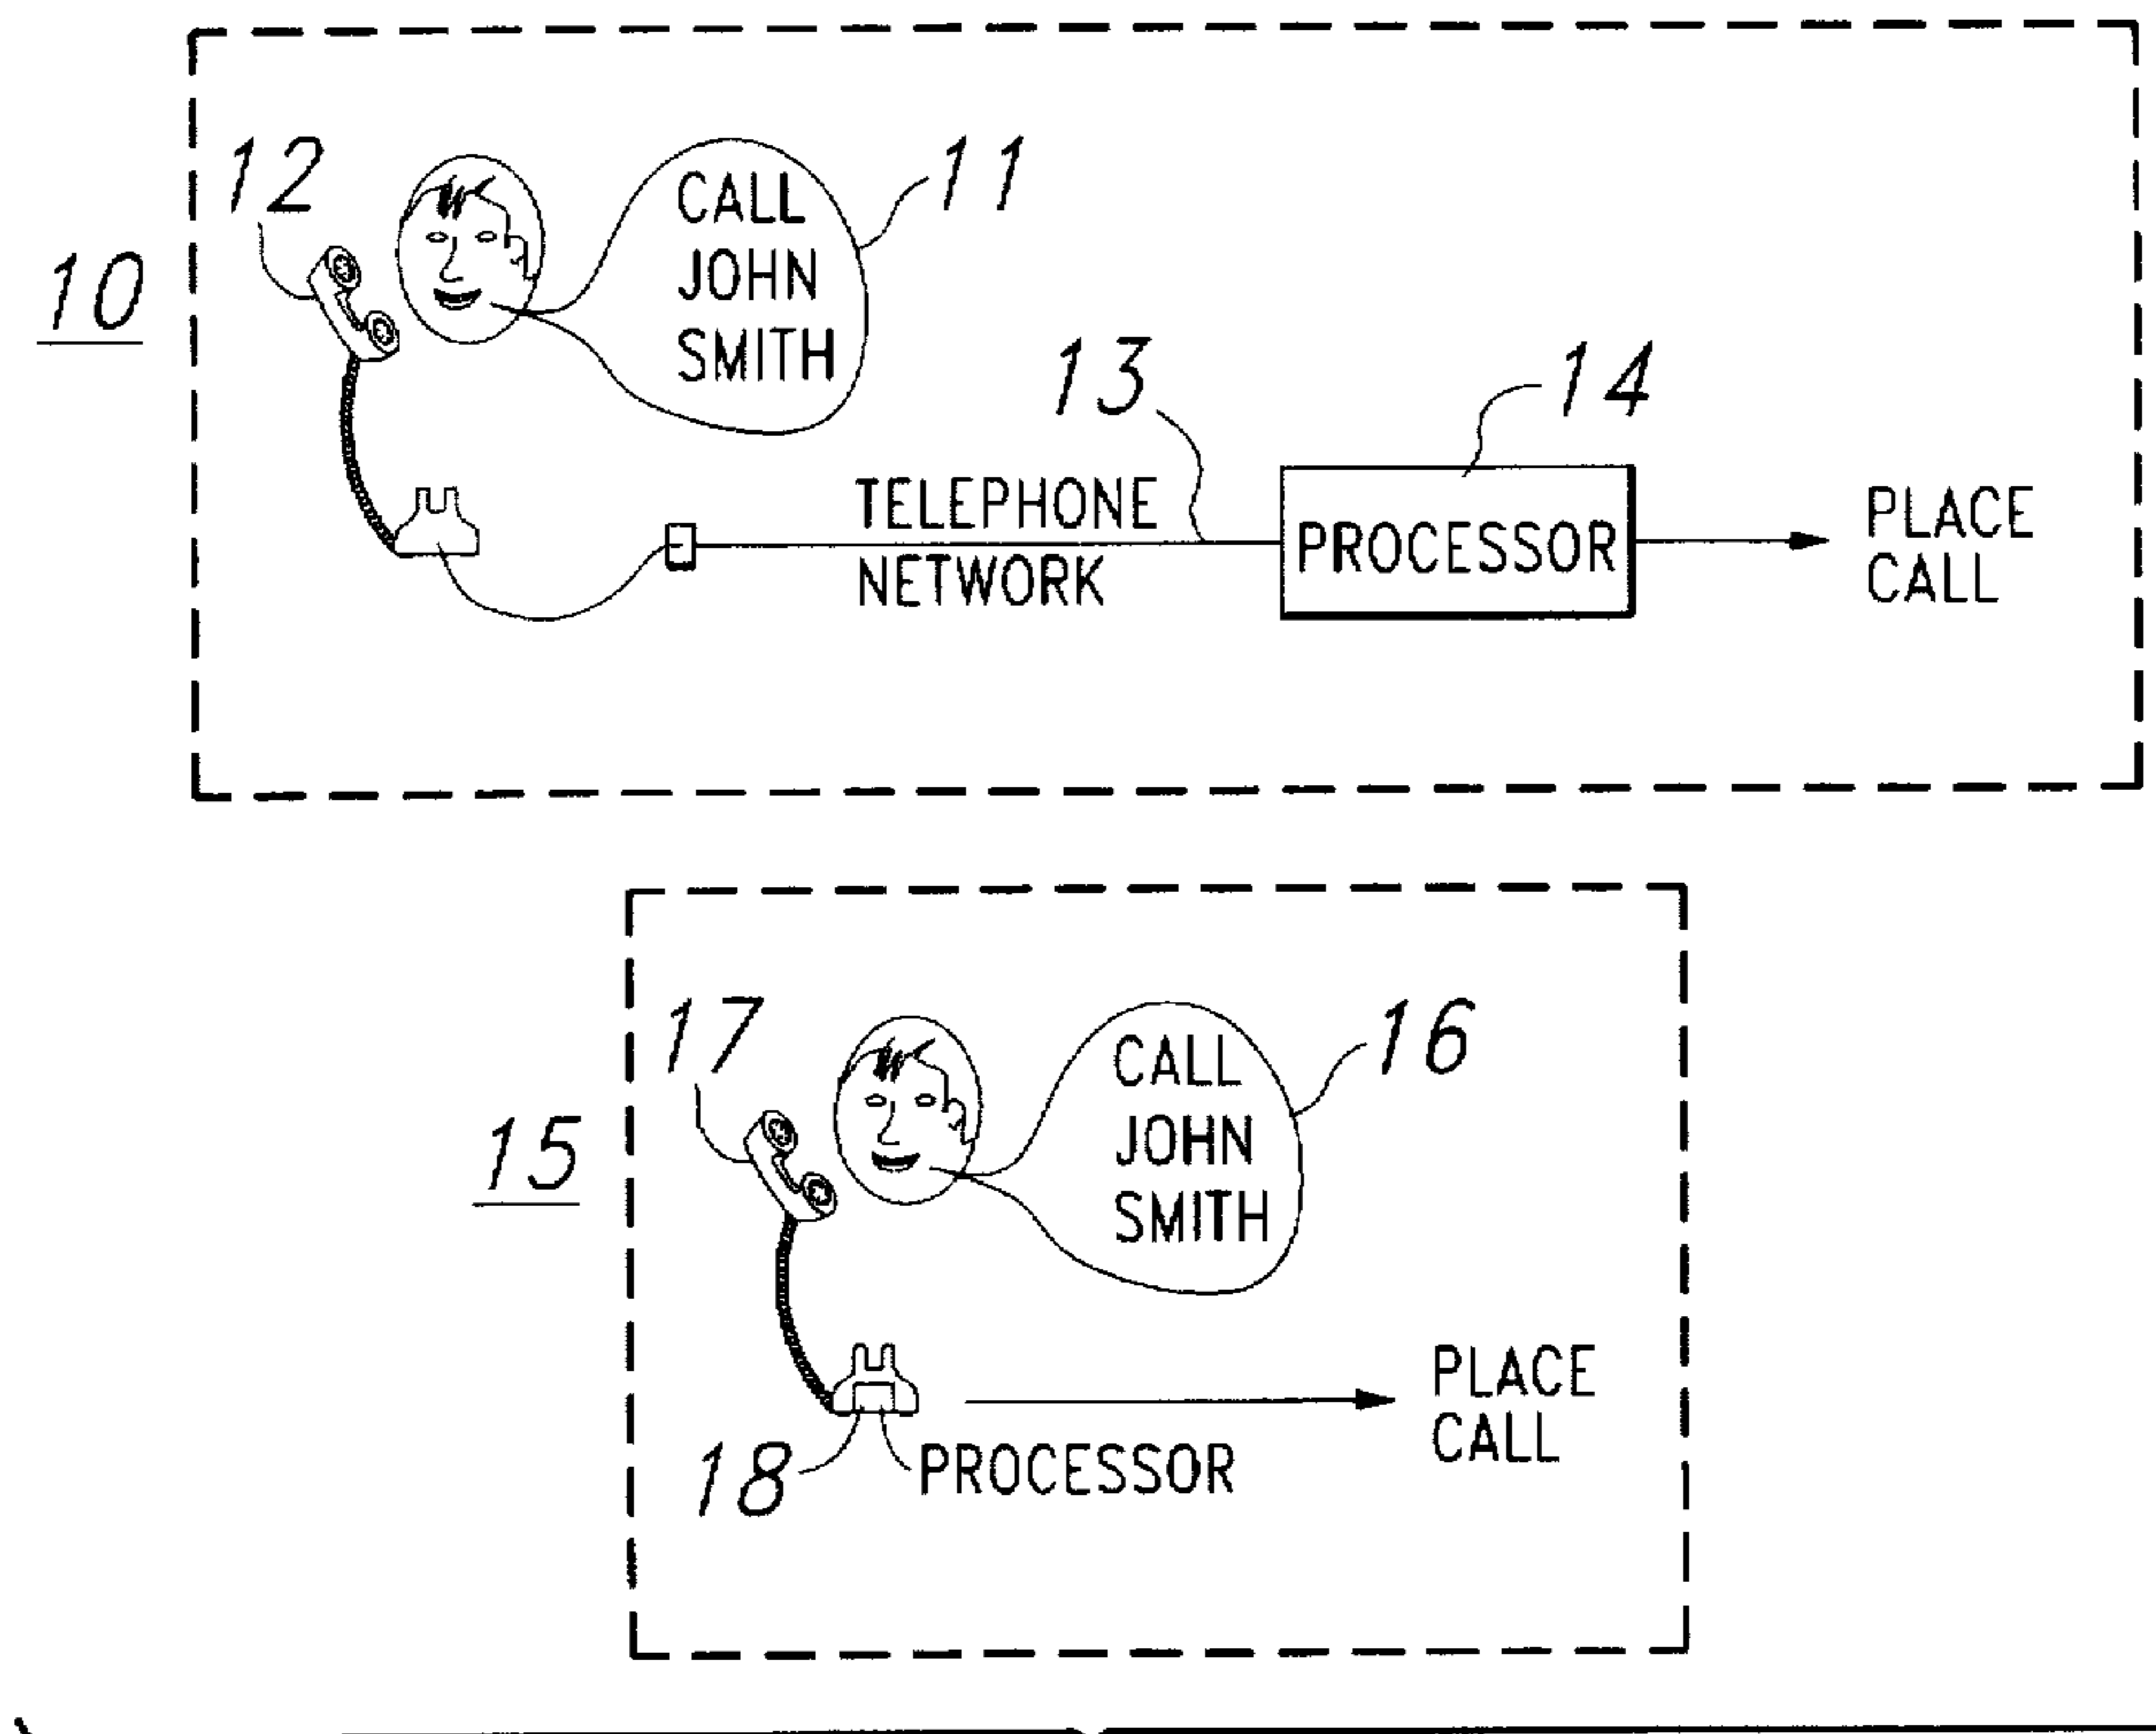 12
CALL
JOHN
SMITH
11
10
13
14
TELEPHONE
NETWORK
PROCESSOR
PLACE
CALL
17
CALL
JOHN
SMITH
16
15
PLACE
CALL
18
PROCESSOR